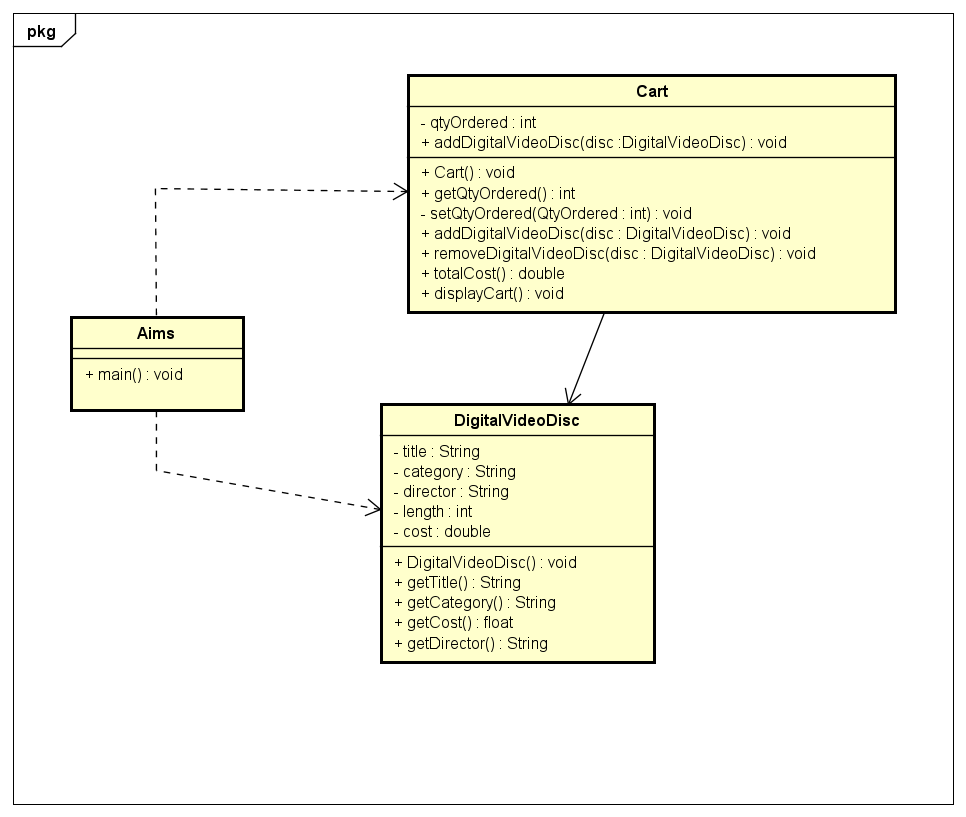 pkg
Cart
- qtyOrdered : int
+ addDigitalVideoDisc(disc :DigitalVideoDisc) : void
+ Cart() : void
+ getQtyOrdered() : int
- setQtyOrdered(QtyOrdered : int) : void
+ addDigitalVideoDisc(disc : DigitalVideoDisc) : void
+ removeDigitalVideoDisc(disc : DigitalVideoDisc) : void
+ totalCost() : double
+ displayCart() : void
Aims
+ main() : void
DigitalVideoDisc
- title : String
- category : String
- director : String
- length : int
- cost : double
+ DigitalVideoDisc() : void
+ getTitle() : String
+ getCategory() : String
+ getCost() : float
+ getDirector() : String